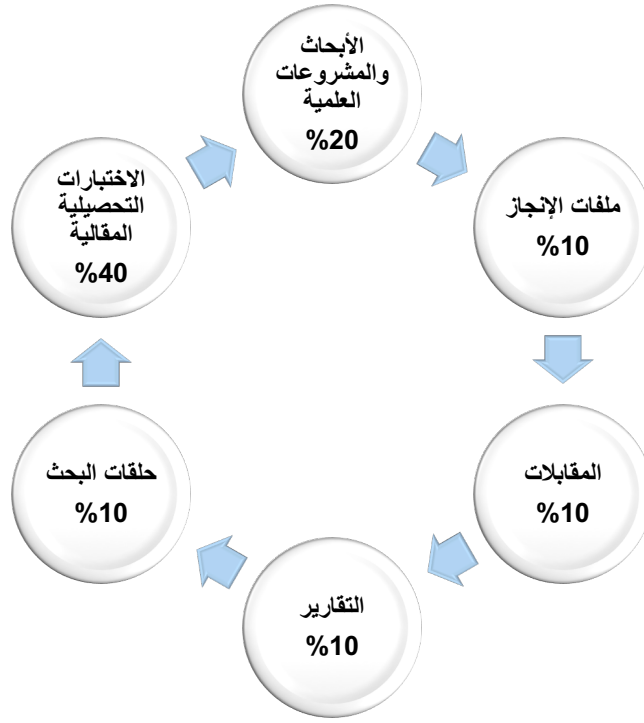 الأبحاث
والمشروعات
العلمية
%20
ملفات الإنجاز
%10
المقابلات
%10
التقارير
%10
حلقات البحث
%10
الاختبارات
التحصيلية
المقالية
%40